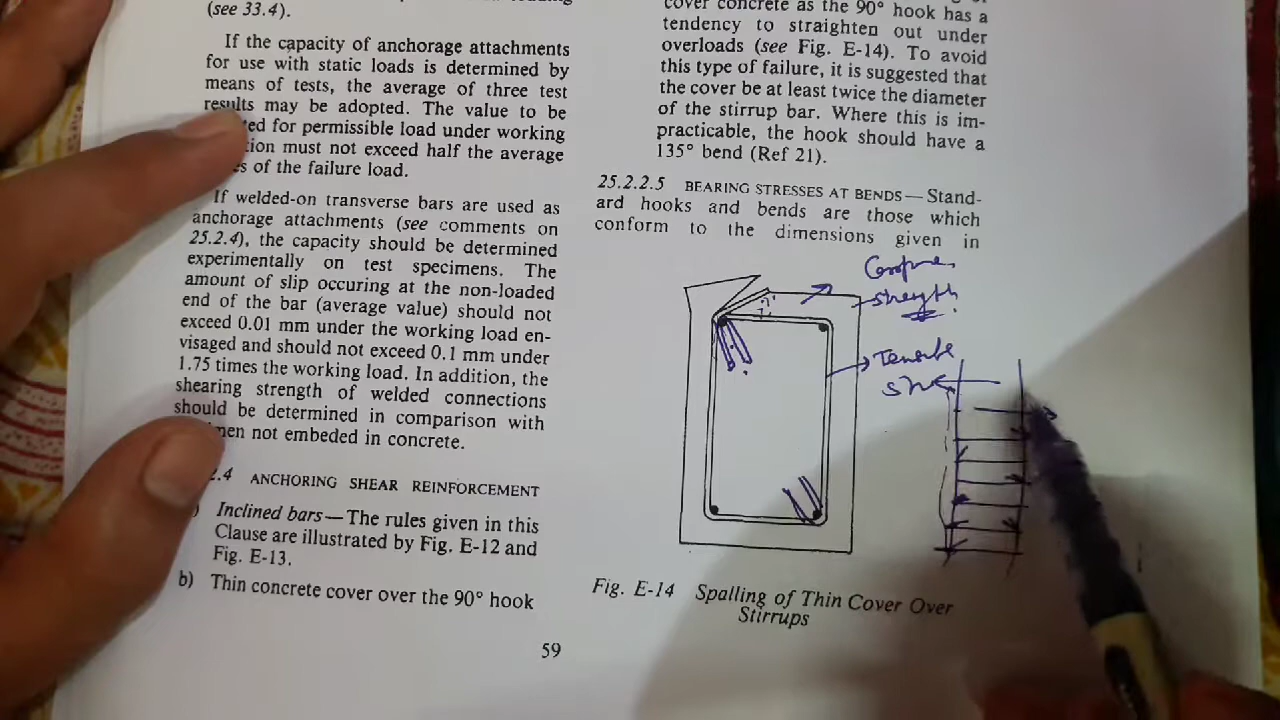 (see 33.4).
If the capacity of anchorage attachments
for use with static loads is determined by
means of tests, the average of three test
results may be adopted. The value to be
for permissible load under working
must not exceed half the average
of the failure load.
If welded-on transverse bars are used as
anchorage attachments (see comments on
25.2.4), the capacity should be determined
experimentally on test specimens. The
amount of slip occuring at the non-loaded
end of the bar (average value) should not
exceed 0.01 mm under the working load en-
visaged and should not exceed 0.1 mm under
1.75 times the working load. In addition, the
shearing strength of welded connections
should be determined in comparison with
not embeded in concrete.
.4 ANCHORING SHEAR REINFORCEMENT
Inclined bars—The rules given in this
Clause are illustrated by Fig. E-12 and
Fig. E-13.
b) Thin concrete cover over the 90° hook
cover concrete as the 90° hook has a
tendency to straighten out under
overloads (see Fig. E-14). To avoid
this type of failure, it is suggested that
the cover be at least twice the diameter
of the stirrup bar. Where this is im-
practicable, the hook should have a
135° bend (Ref 21).
25.2.2.5 BEARING STRESSES AT BENDS—Stand-
ard hooks and bends are those which
conform to the dimensions given in
strength
Tensile
Fig. E-14 Spalling of Thin Cover Over
Stirrups
59